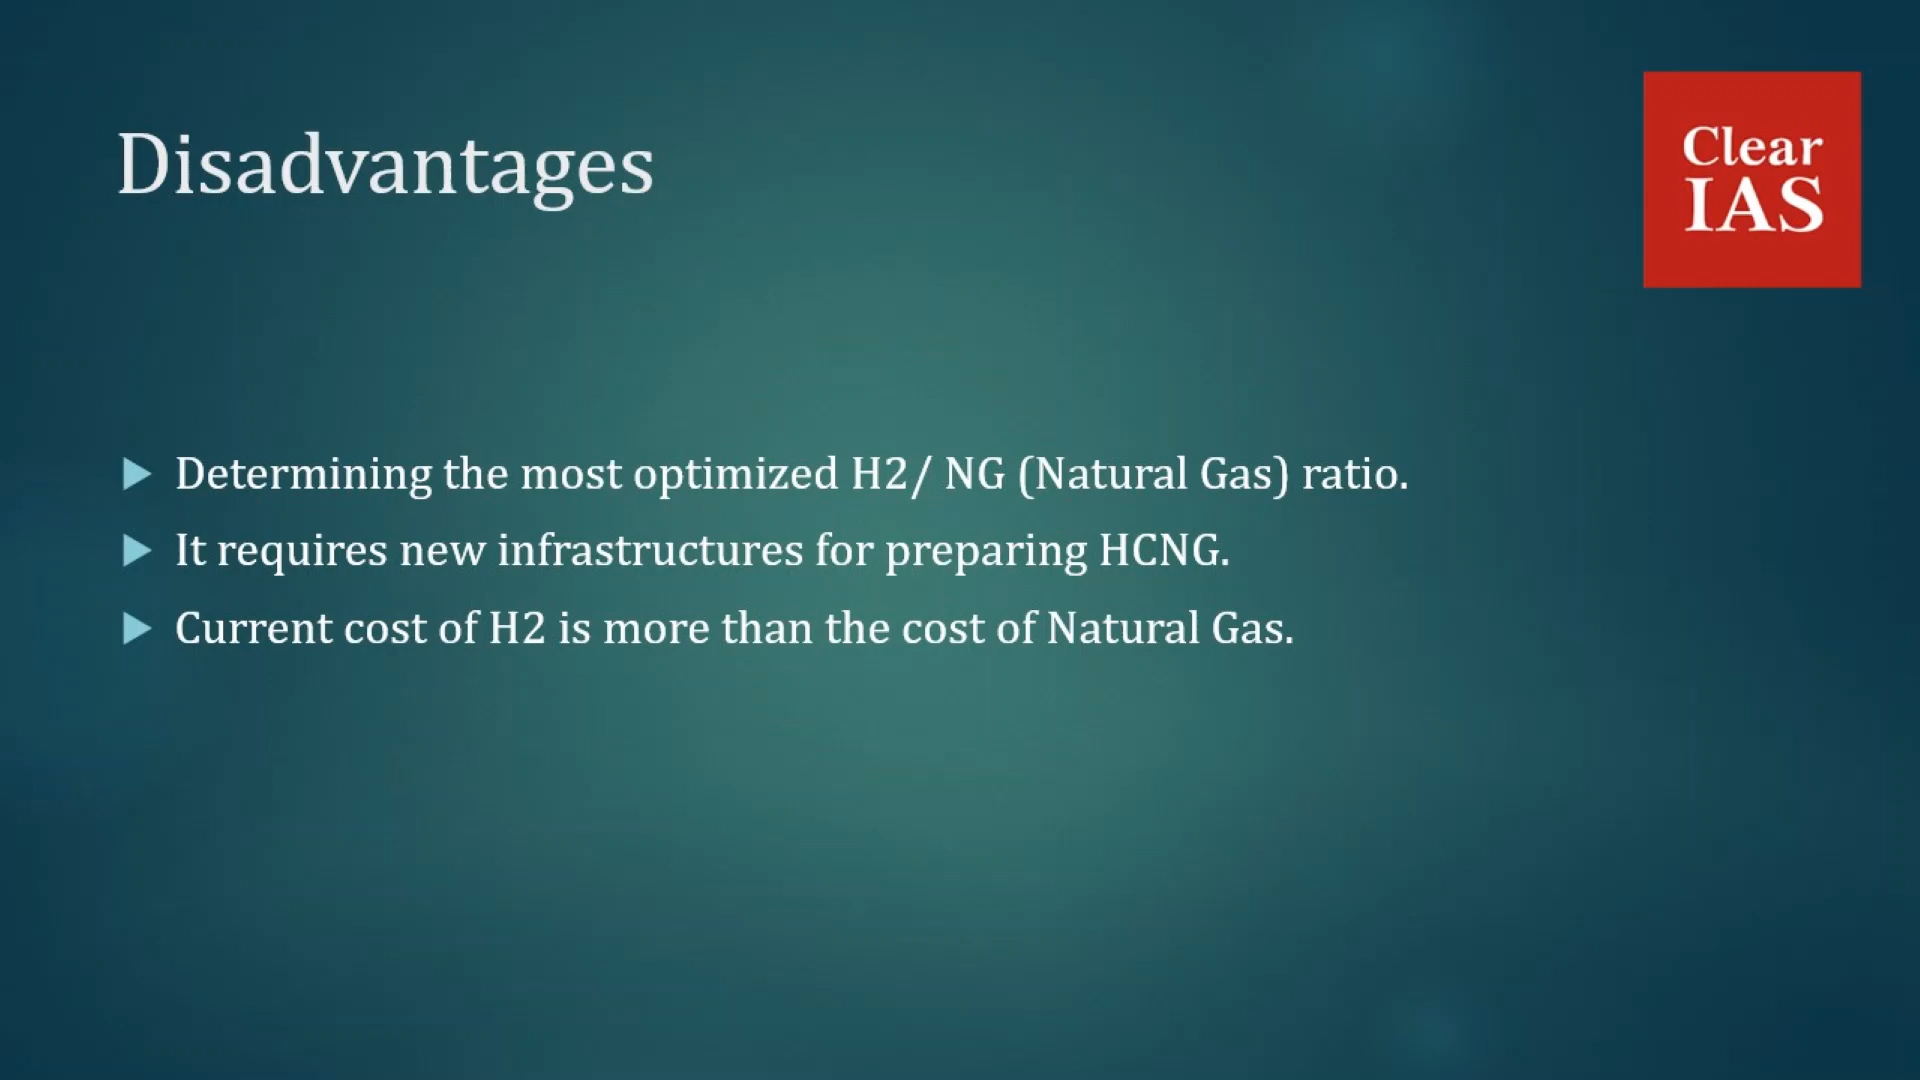 Disadvantages
Clear
IAS
Determining the most optimized H2/ NG (Natural Gas) ratio.
It requires new infrastructures for preparing HCNG.
Current cost of H2 is more than the cost of Natural Gas.